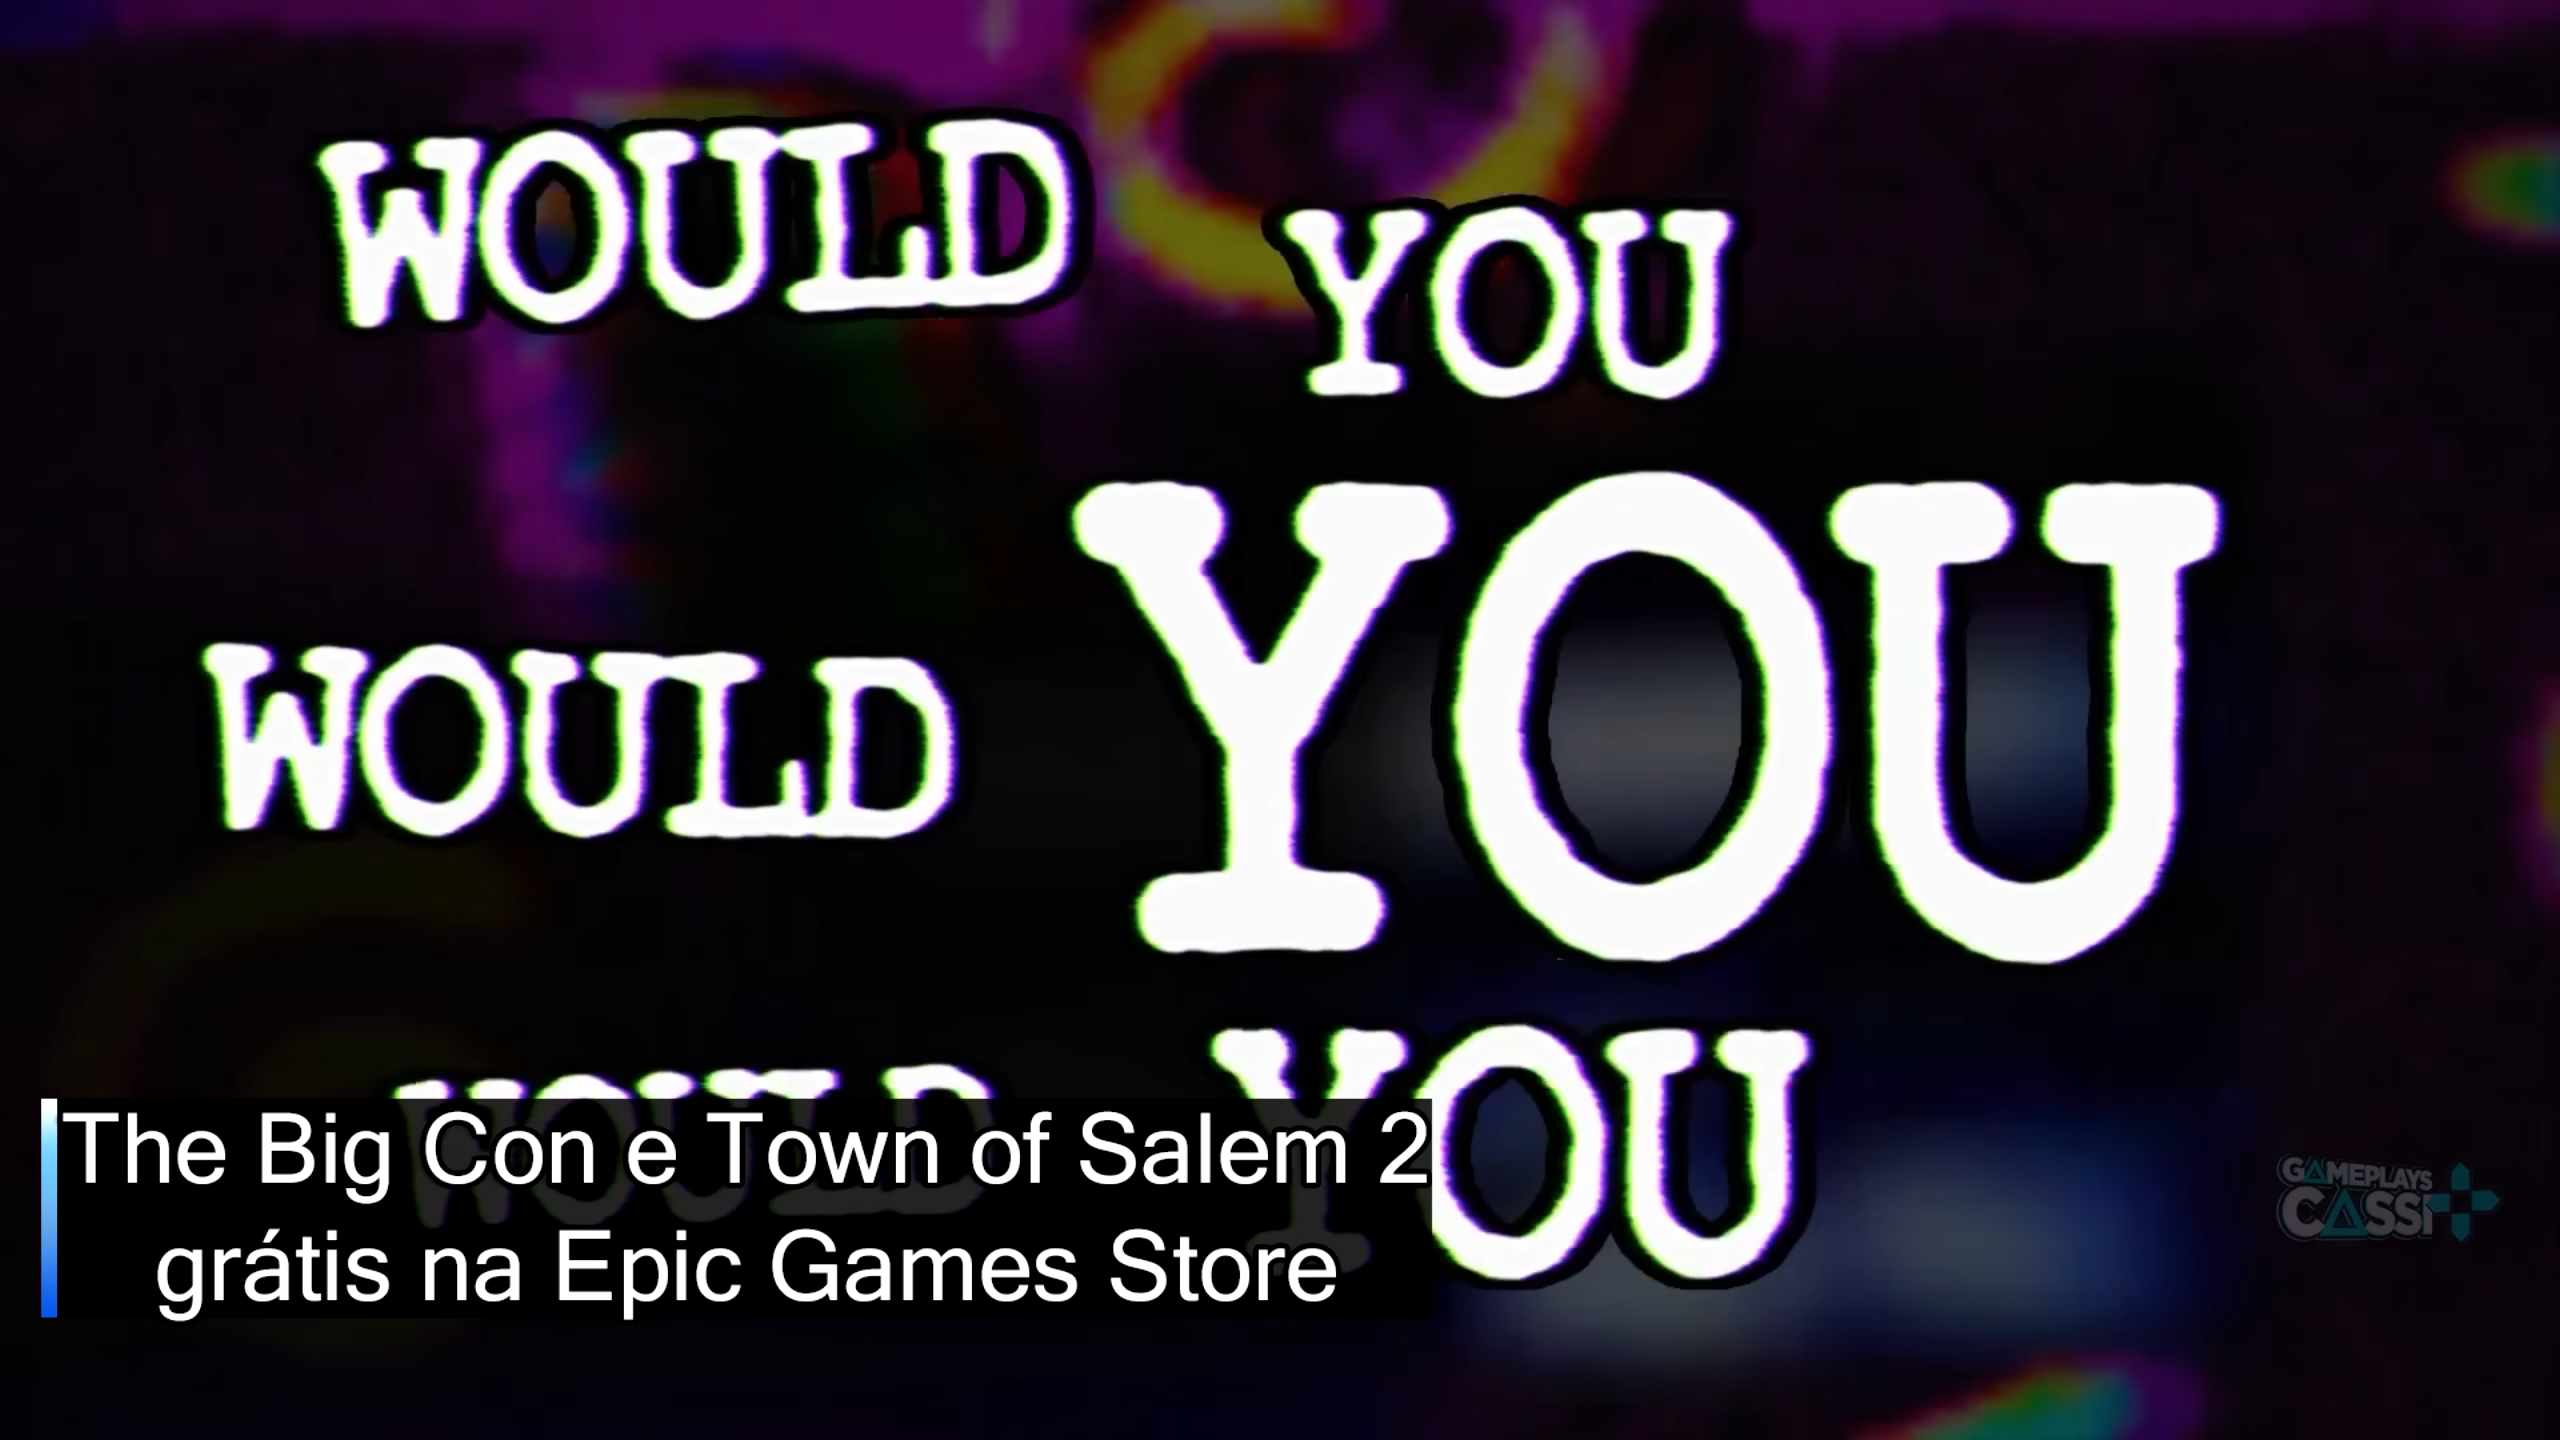 WOULD YOU
WOULD YOU
WOULD YOU
The Big Con e Town of Salem 2
grátis na Epic Games Store
GAMEPLAYS
CASSI